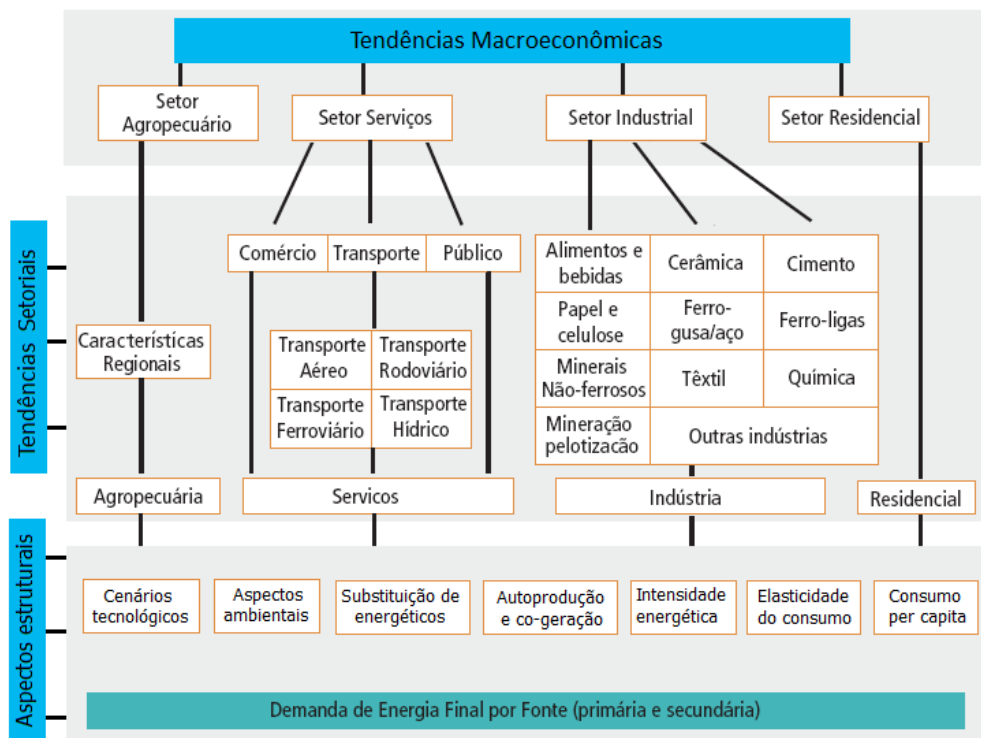 Tendências Macroeconômicas
Setor
Agropecuário
Setor Serviços
Setor Industrial
Setor Residencial
Tendências Setoriais
Comércio
Transporte
Público
Alimentos e
bebidas
Cerâmica
Cimento
Papel e
celulose
Ferro-
gusa/aço
Ferro-ligas
Características
Regionais
Transporte
Aéreo
Transporte
Rodoviário
Minerais
Não-ferrosos
Têxtil
Química
Transporte
Ferroviário
Transporte
Hídrico
Mineração
pelotizacão
Outras indústrias
Agropecuária
Servicos
Indústria
Residencial
Aspectos estruturais
Cenários
tecnológicos
Aspectos
ambientais
Substituição de
energéticos
Autoprodução
e co-geração
Intensidade
energética
Elasticidade
do consumo
Consumo
per capita
Demanda de Energia Final por Fonte (primária e secundária)